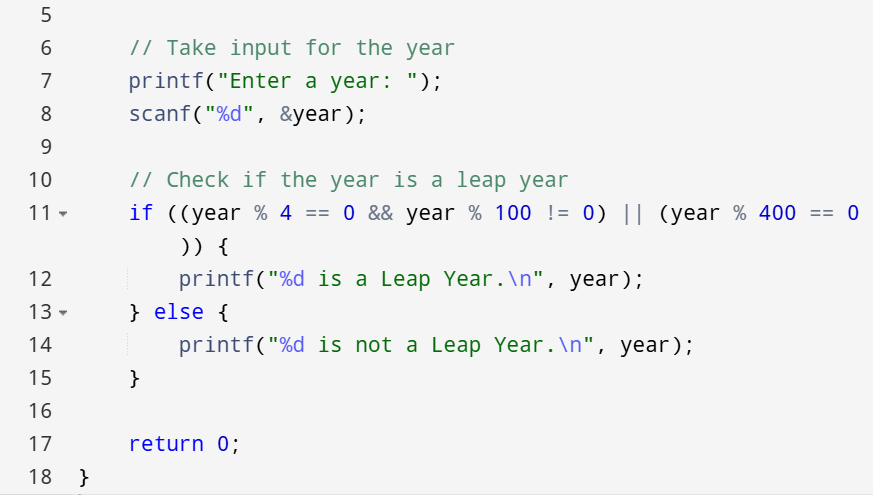 5
6 // Take input for the year
7 printf("Enter a year: ");
8 scanf("%d", &year);
9
10 // Check if the year is a leap year
11 if ((year % 4 == 0 && year % 100 != 0) || (year % 400 == 0
)) {
12 printf("%d is a Leap Year.\n", year);
13 } else {
14 printf("%d is not a Leap Year.\n", year);
15 }
16
17 return 0;
18 }